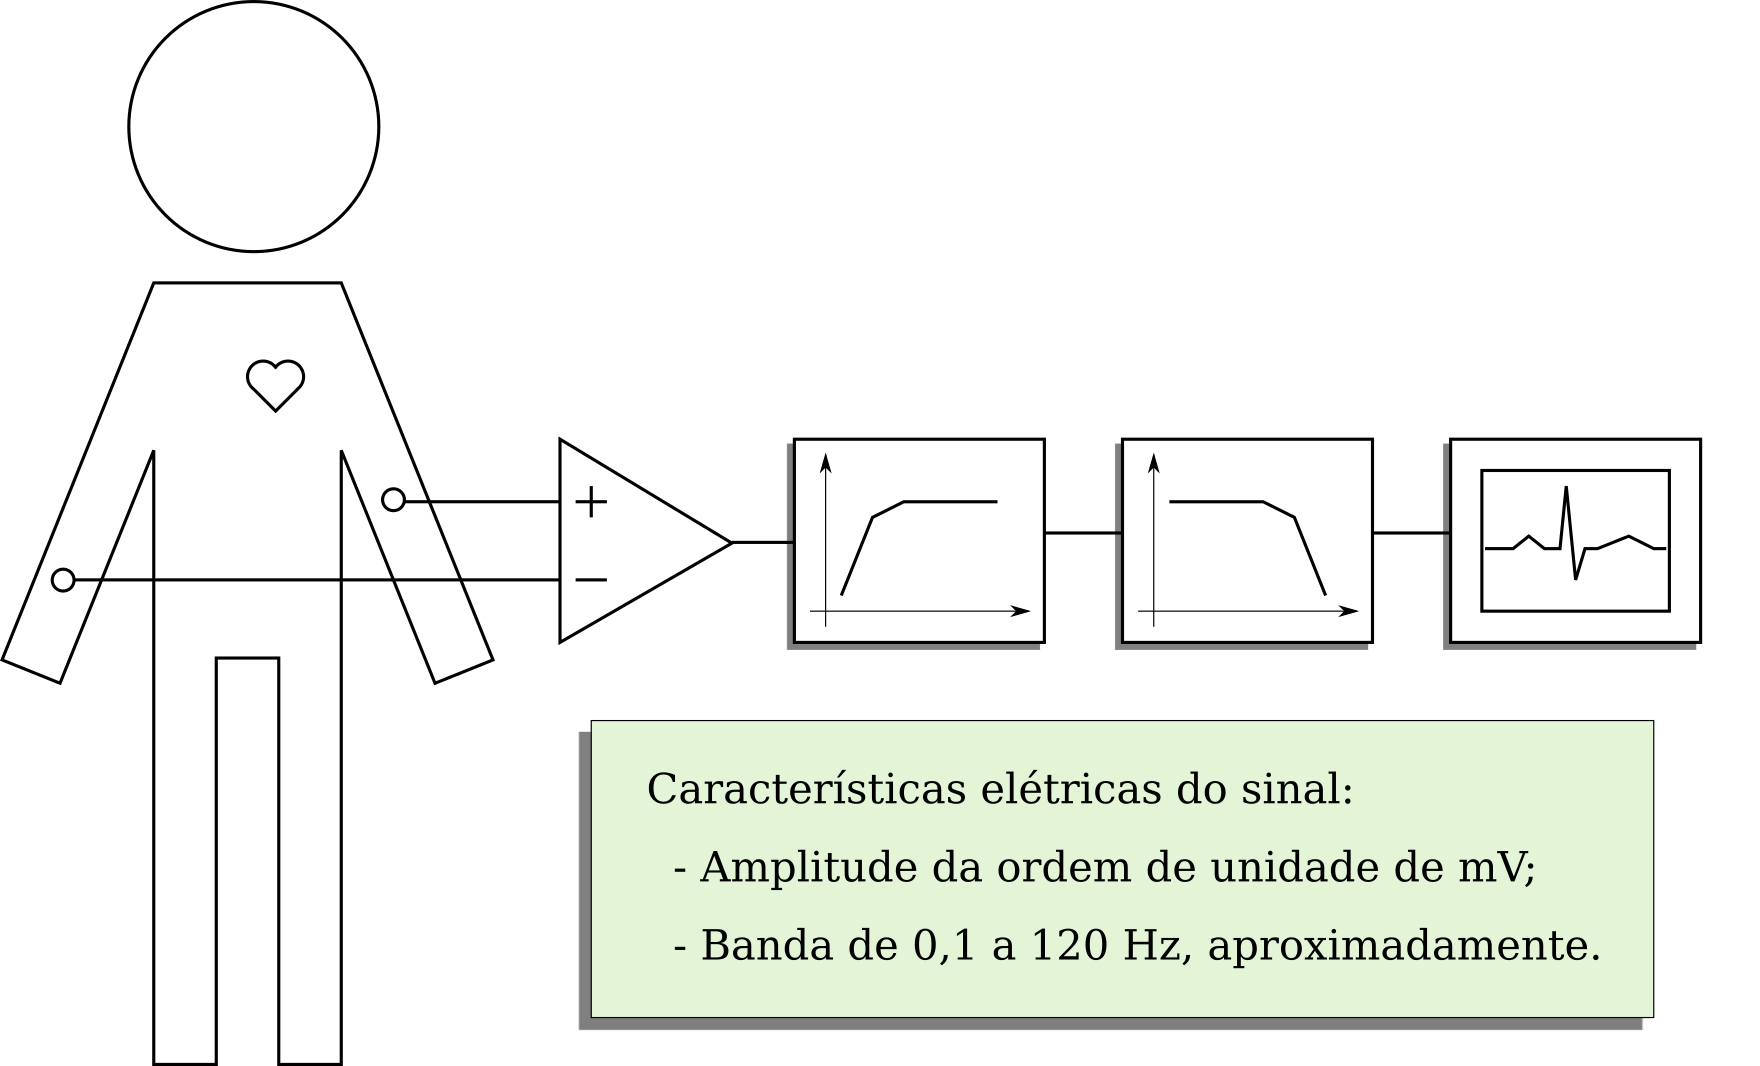 +
−
Características elétricas do sinal:
- Amplitude da ordem de unidade de mV;
- Banda de 0,1 a 120 Hz, aproximadamente.